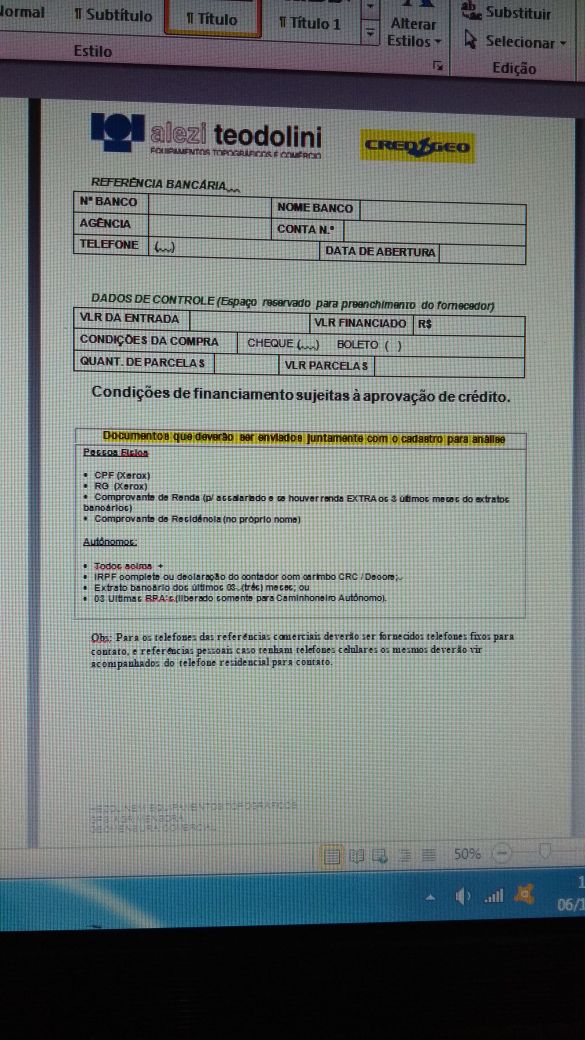 Normal
¶ Subtítulo
¶ Título
¶ Título 1
Alterar
Estilos
Substituir
Selecionar
Estilo
Edição
alezi teodolini
EQUIPAMENTOS TOPOGRÁFICOS E COMÉRCIO
CREDIGEO
REFERÊNCIA BANCÁRIA
Nº BANCO
NOME BANCO
AGÊNCIA
CONTA N.º
TELEFONE (...)
DATA DE ABERTURA
DADOS DE CONTROLE (Espaço reservado para preenchimento do fornecedor)
VLR DA ENTRADA
VLR FINANCIADO R$
CONDIÇÕES DA COMPRA CHEQUE (....) BOLETO ( )
QUANT. DE PARCELAS
VLR PARCELAS
Condições de financiamento sujeitas à aprovação de crédito.
Documentos que deverão ser enviados juntamente com o cadastro para análise
Pessoa Física
• CPF (Xerox)
• RG (Xerox)
• Comprovante de Renda (p/ assalariado e se houver renda EXTRA os 3 últimos meses do extratos
bancários)
• Comprovante de Residência (no próprio nome)
Autônomos:
• Todos acima +
• IRPF completo ou declaração do contador com carimbo CRC / Decore;
• Extrato bancário dos últimos 03 (três) meses; ou
• 03 Ultimas RPA's (liberado somente para Caminhoneiro Autônomo).
Obs: Para os telefones das referências comerciais deverão ser fornecidos telefones fixos para
contato, e referências pessoais caso tenham telefones celulares os mesmos deverão vir
acompanhados do telefone residencial para contato.
EQUIPAMENTOS TOPOGRAFICOS
COMERCIAL
50%
06/1